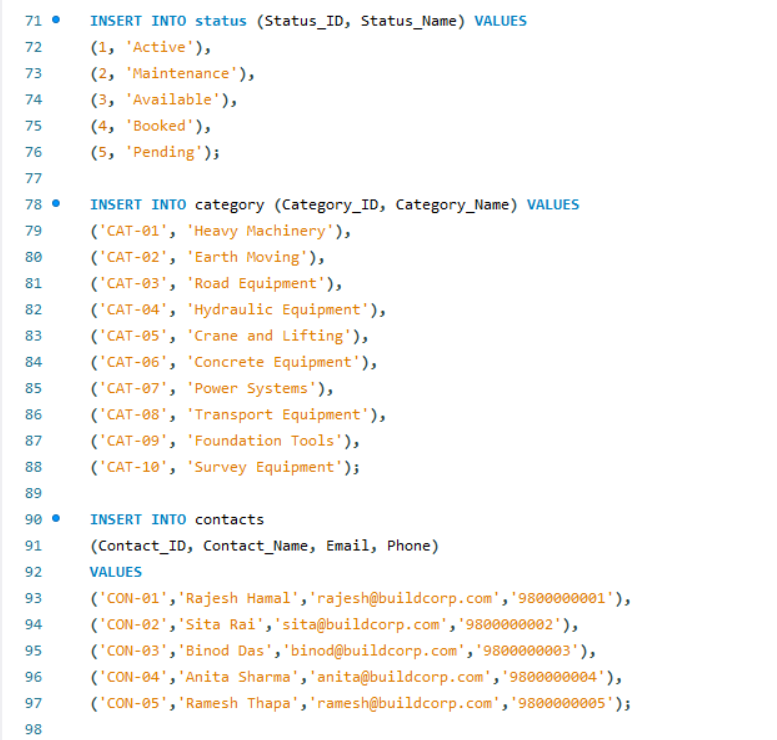 71 INSERT INTO status (Status_ID, Status_Name) VALUES
72 (1, 'Active'),
73 (2, 'Maintenance'),
74 (3, 'Available'),
75 (4, 'Booked'),
76 (5, 'Pending');
77
78 INSERT INTO category (Category_ID, Category_Name) VALUES
79 ('CAT-01', 'Heavy Machinery'),
80 ('CAT-02', 'Earth Moving'),
81 ('CAT-03', 'Road Equipment'),
82 ('CAT-04', 'Hydraulic Equipment'),
83 ('CAT-05', 'Crane and Lifting'),
84 ('CAT-06', 'Concrete Equipment'),
85 ('CAT-07', 'Power Systems'),
86 ('CAT-08', 'Transport Equipment'),
87 ('CAT-09', 'Foundation Tools'),
88 ('CAT-10', 'Survey Equipment');
89
90 INSERT INTO contacts
91 (Contact_ID, Contact_Name, Email, Phone)
92 VALUES
93 ('CON-01','Rajesh Hamal','rajesh@buildcorp.com','9800000001'),
94 ('CON-02','Sita Rai','sita@buildcorp.com','9800000002'),
95 ('CON-03','Binod Das','binod@buildcorp.com','9800000003'),
96 ('CON-04','Anita Sharma','anita@buildcorp.com','9800000004'),
97 ('CON-05','Ramesh Thapa','ramesh@buildcorp.com','9800000005');
98